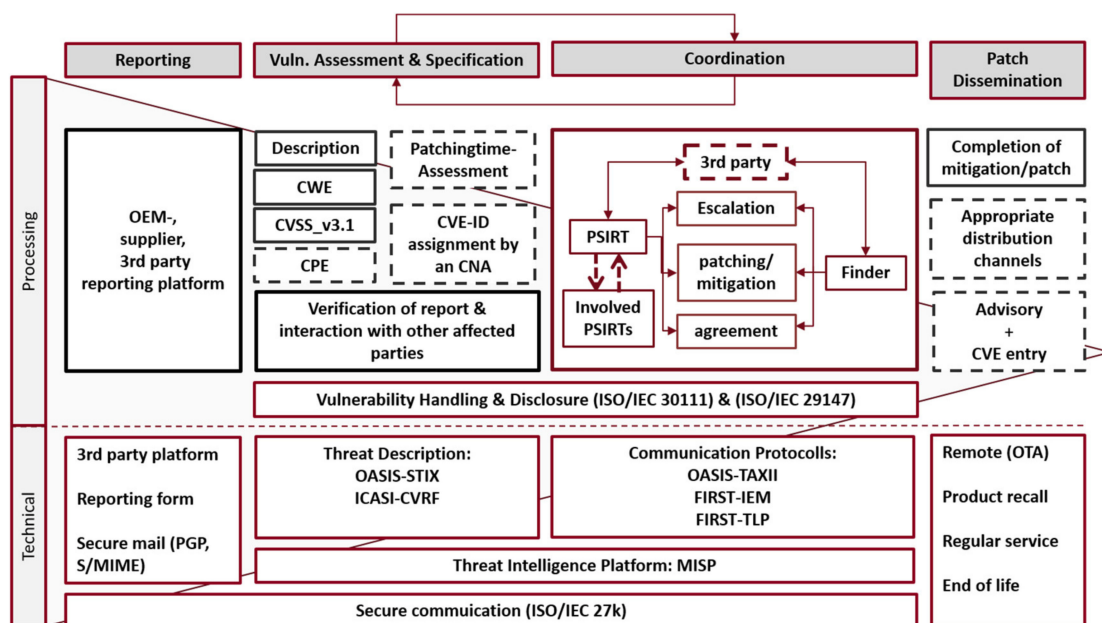 Reporting
Vuln. Assessment & Specification
Coordination
Patch
Dissemination
Processing
OEM-,
supplier,
3rd party
reporting platform
Description
CWE
CVSS_v3.1
CPE
Patchingtime-
Assessment
CVE-ID
assignment by
an CNA
Verification of report &
interaction with other affected
parties
3rd party
Escalation
PSIRT
patching/
mitigation
Finder
Involved
PSIRTs
agreement
Completion of
mitigation/patch
Appropriate
distribution
channels
Advisory
+
CVE entry
Vulnerability Handling & Disclosure (ISO/IEC 30111) & (ISO/IEC 29147)
Technical
3rd party platform
Reporting form
Secure mail (PGP,
S/MIME)
Threat Description:
OASIS-STIX
ICASI-CVRF
Communication Protocolls:
OASIS-TAXII
FIRST-IEM
FIRST-TLP
Remote (OTA)
Product recall
Regular service
End of life
Threat Intelligence Platform: MISP
Secure commuication (ISO/IEC 27k)